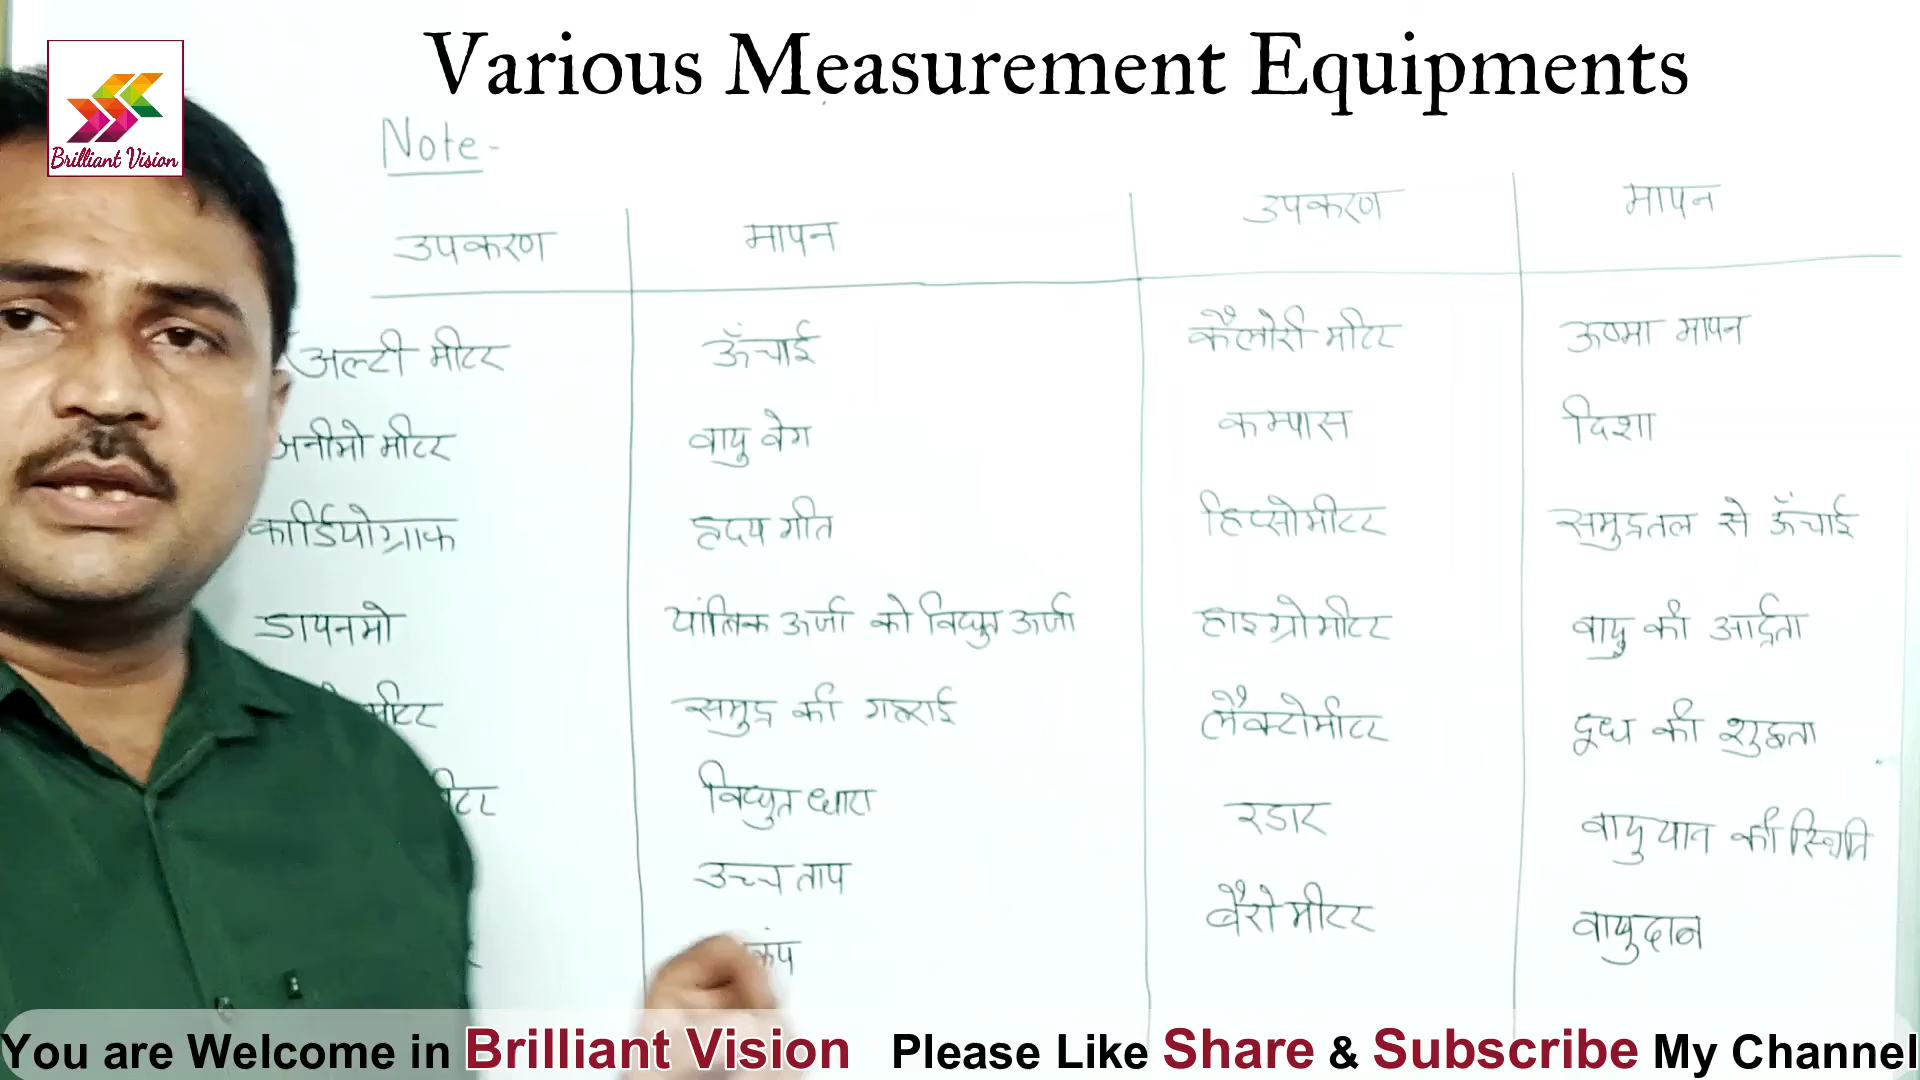 Various Measurement Equipments
Brilliant Vision
Note-
उपकरण मापन उपकरण मापन
अल्टी मीटर ऊँचाई कैलोरी मीटर ऊष्मा मापन
अनीमो मीटर वायु वेग कम्पास दिशा
कार्डियोग्राफ हृदय गति हिप्सोमीटर समुद्रतल से ऊँचाई
डायनमो यांत्रिक ऊर्जा को विद्युत ऊर्जा हाइग्रोमीटर वायु की आर्द्रता
मीटर समुद्र की गहराई लैक्टोमीटर दूध की शुद्धता
विद्युत धारा रडार वायुयान की स्थिति
उच्च ताप बैरोमीटर वायुदाब
You are Welcome in Brilliant Vision Please Like Share & Subscribe My Channel